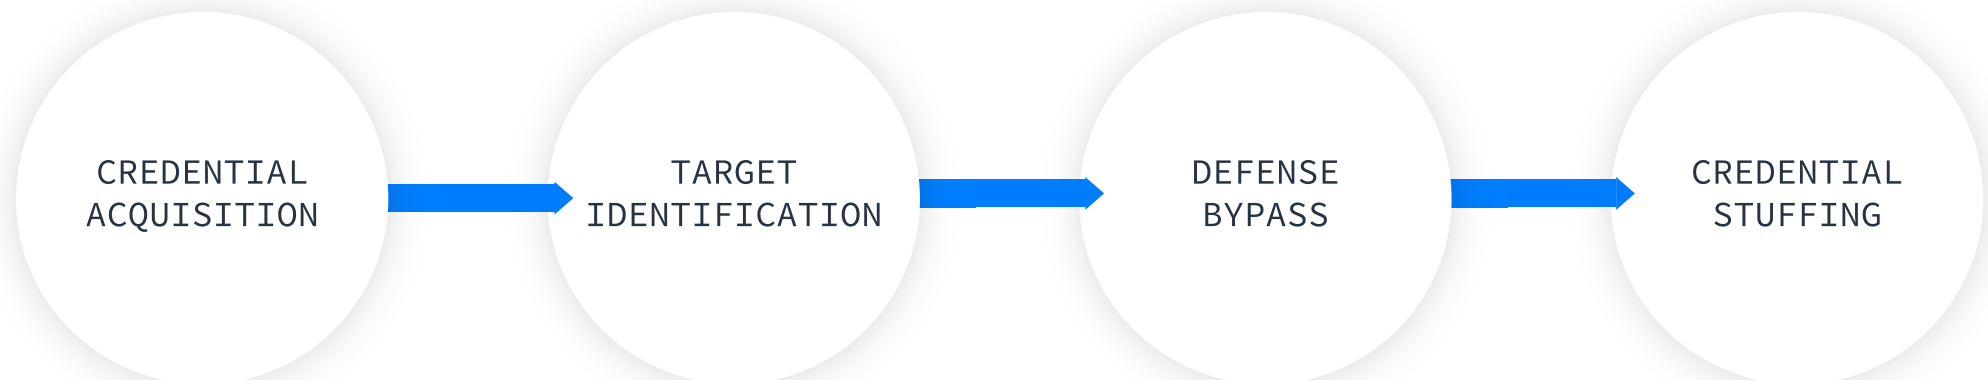 CREDENTIAL
ACQUISITION
TARGET
IDENTIFICATION
DEFENSE
BYPASS
CREDENTIAL
STUFFING